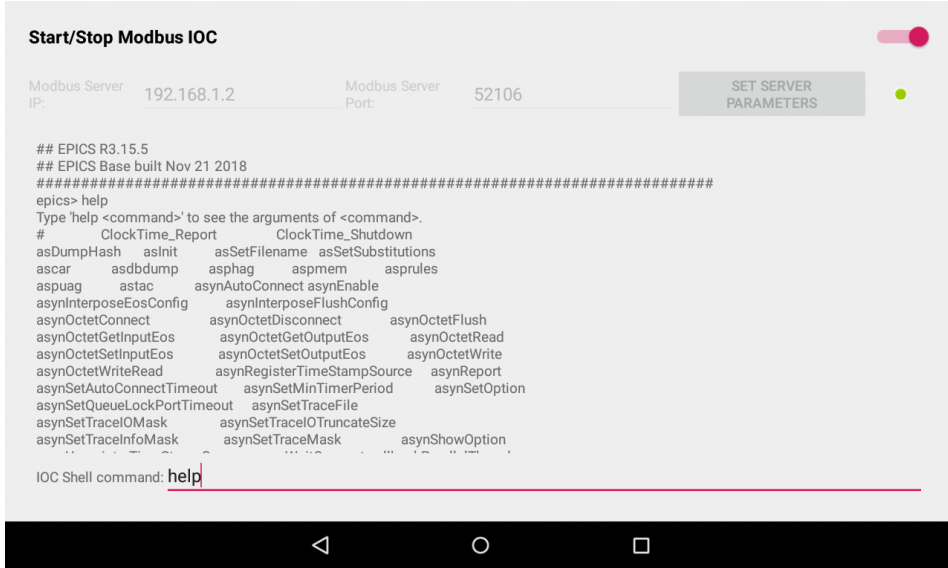 Start/Stop Modbus IOC
Modbus Server IP: 192.168.1.2 Modbus Server Port: 52106 SET SERVER PARAMETERS
## EPICS R3.15.5
## EPICS Base built Nov 21 2018
############################################################################
epics> help
Type 'help <command>' to see the arguments of <command>.
# ClockTime_Report ClockTime_Shutdown
asDumpHash asInit asSetFilename asSetSubstitutions
ascar asdbdump asphag aspmem asprules
aspuag astac asynAutoConnect asynEnable
asynInterposeEosConfig asynInterposeFlushConfig
asynOctetConnect asynOctetDisconnect asynOctetFlush
asynOctetGetInputEos asynOctetGetOutputEos asynOctetRead
asynOctetSetInputEos asynOctetSetOutputEos asynOctetWrite
asynOctetWriteRead asynRegisterTimeStampSource asynReport
asynSetAutoConnectTimeout asynSetMinTimerPeriod asynSetOption
asynSetQueueLockPortTimeout asynSetTraceFile
asynSetTraceIOMask asynSetTraceIOTruncateSize
asynSetTraceInfoMask asynSetTraceMask asynShowOption
IOC Shell command: help